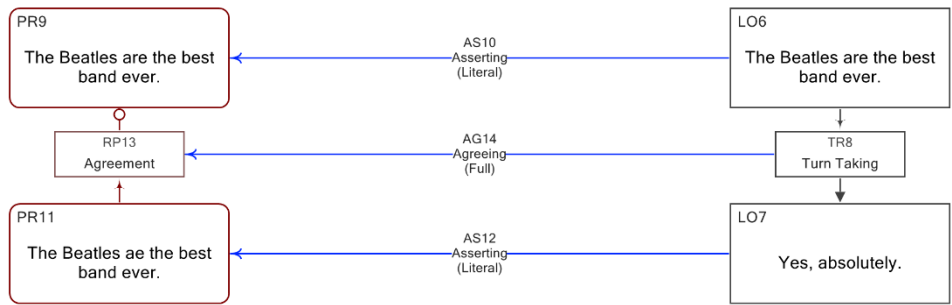 PR9
The Beatles are the best
band ever.
AS10
Asserting
(Literal)
LO6
The Beatles are the best
band ever.
RP13
Agreement
AG14
Agreeing
(Full)
TR8
Turn Taking
PR11
The Beatles ae the best
band ever.
AS12
Asserting
(Literal)
LO7
Yes, absolutely.